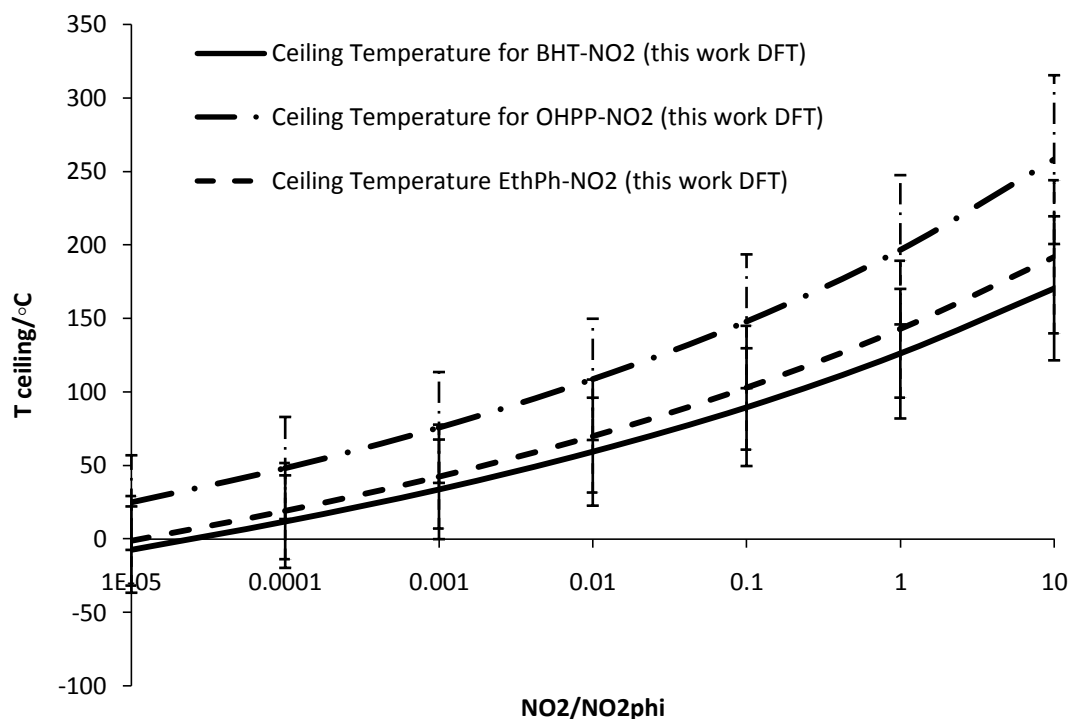 350
300
250
200
150
100
50
0
-50
-100
T ceiling/°C
Ceiling Temperature for BHT-NO2 (this work DFT)
Ceiling Temperature for OHPP-NO2 (this work DFT)
Ceiling Temperature EthPh-NO2 (this work DFT)
1E-05 0.0001 0.001 0.01 0.1 1 10
NO2/NO2phi